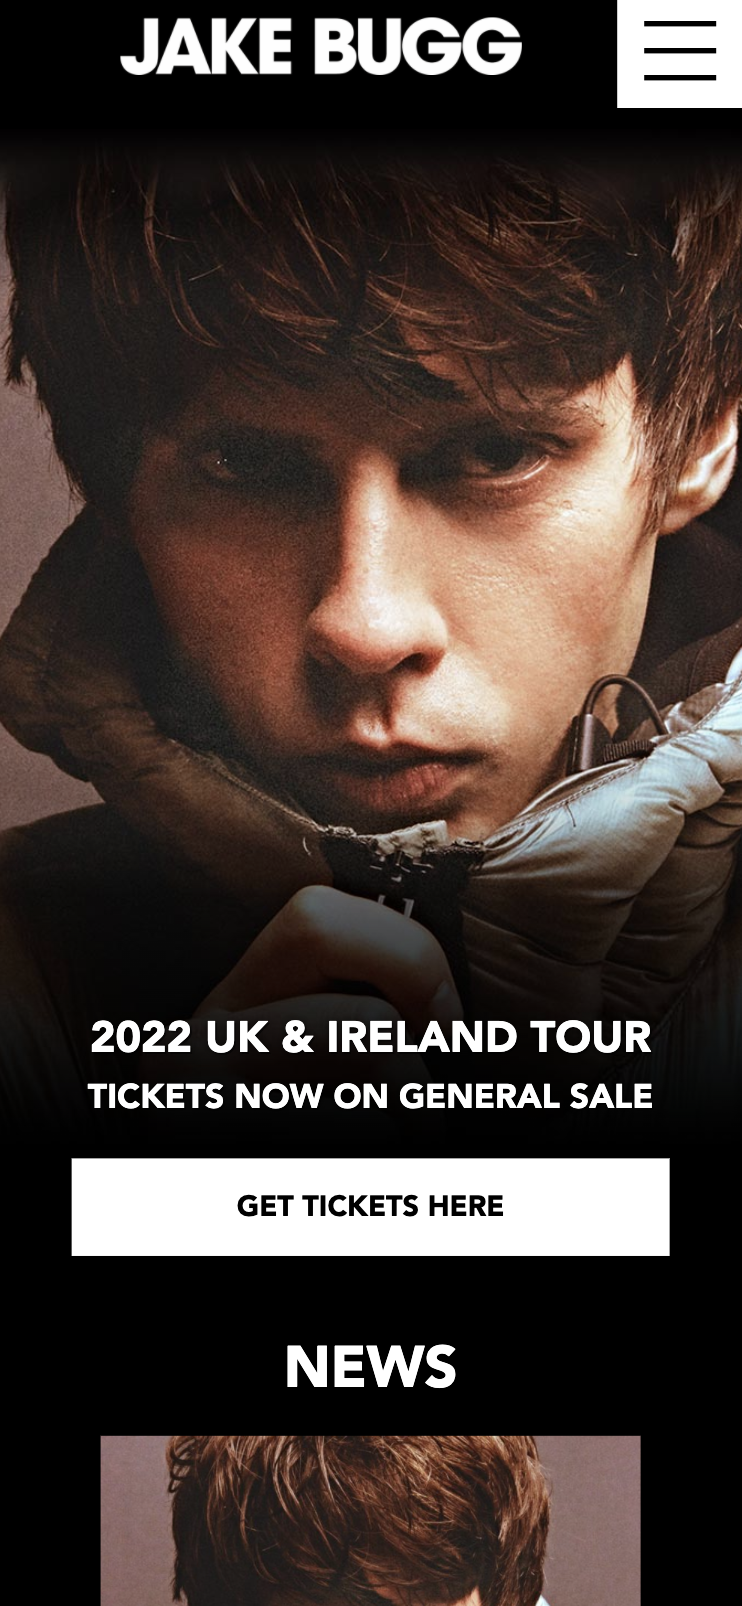 JAKE BUGG
2022 UK & IRELAND TOUR
TICKETS NOW ON GENERAL SALE
GET TICKETS HERE
NEWS